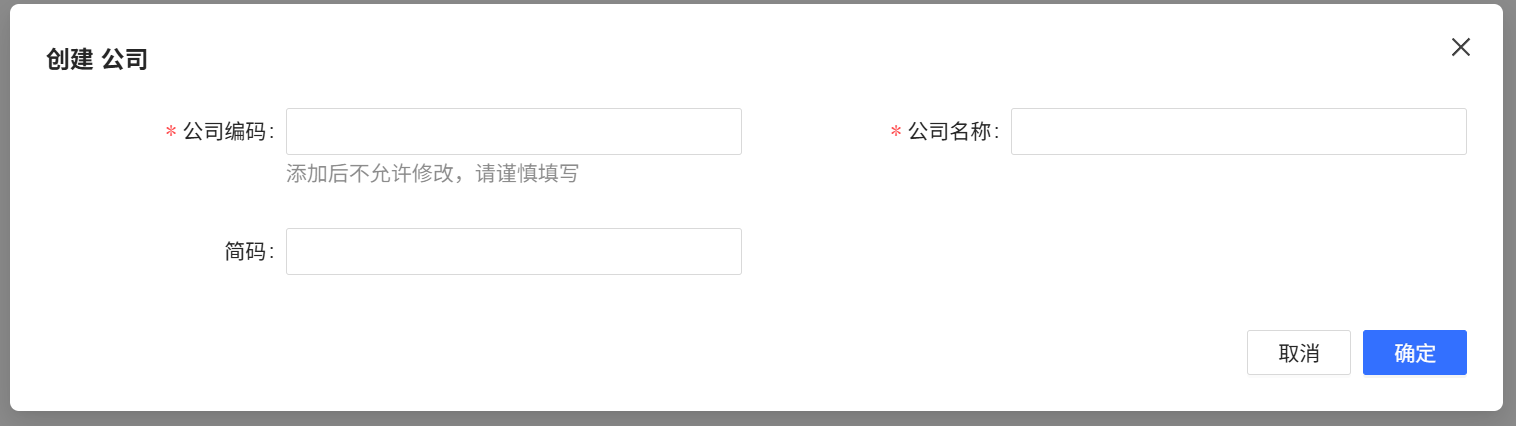 创建 公司
* 公司编码:
* 公司名称:
添加后不允许修改，请谨慎填写
简码:
取消
确定